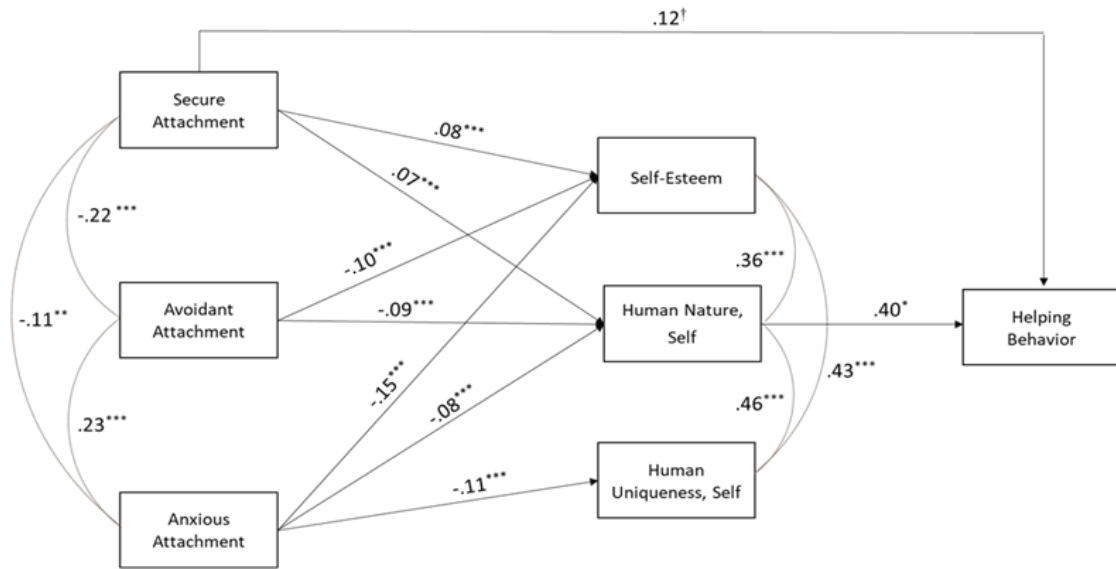 .12†
Secure
Attachment
.08***
.07***
Self-Esteem
-.22 ***
-.10***
.36***
-.11**
Avoidant
Attachment
-.09***
Human Nature,
Self
.40*
Helping
Behavior
-.15***
-.08***
.43***
.23***
.46***
Human
Uniqueness, Self
-.11***
Anxious
Attachment